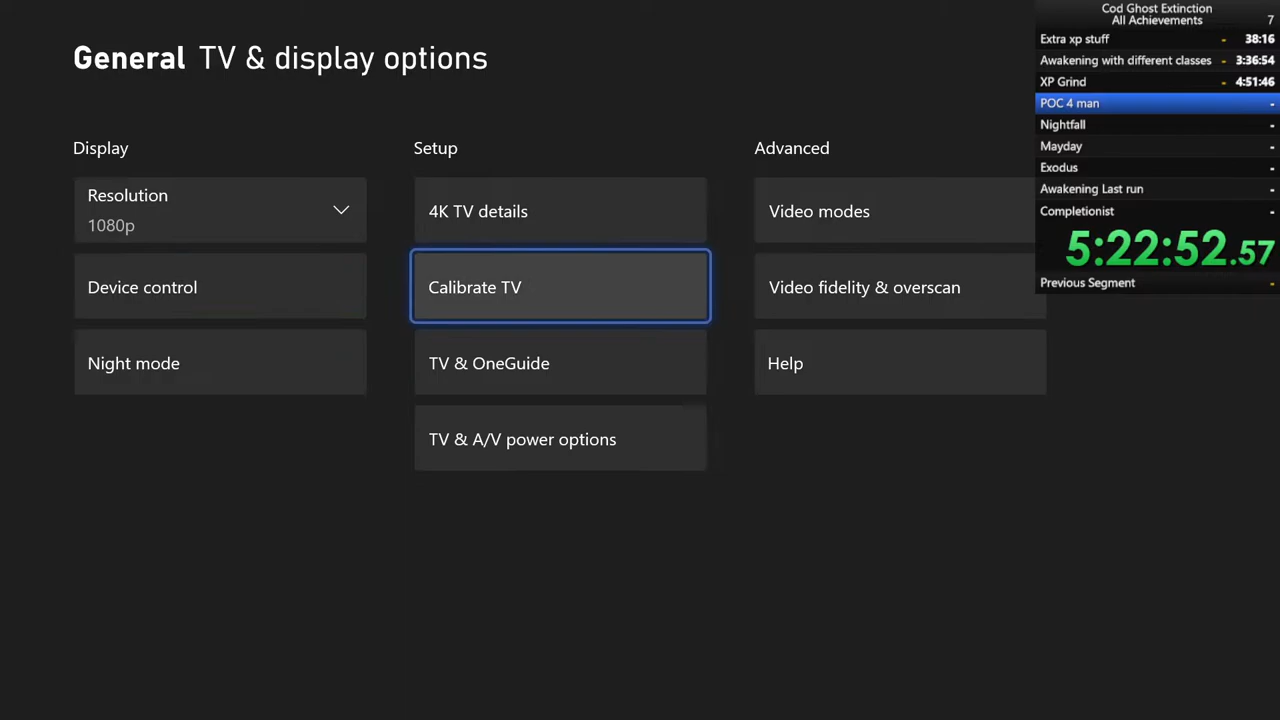 General TV & display options
Display
Resolution
1080p
Device control
Night mode
Setup
4K TV details
Calibrate TV
TV & OneGuide
TV & A/V power options
Advanced
Video modes
Video fidelity & overscan
Help
Cod Ghost Extinction
All Achievements 7
Extra xp stuff - 38:16
Awakening with different classes - 3:36:54
XP Grind - 4:51:46
POC 4 man -
Nightfall -
Mayday -
Exodus -
Awakening Last run -
Completionist -
5:22:52.57
Previous Segment -